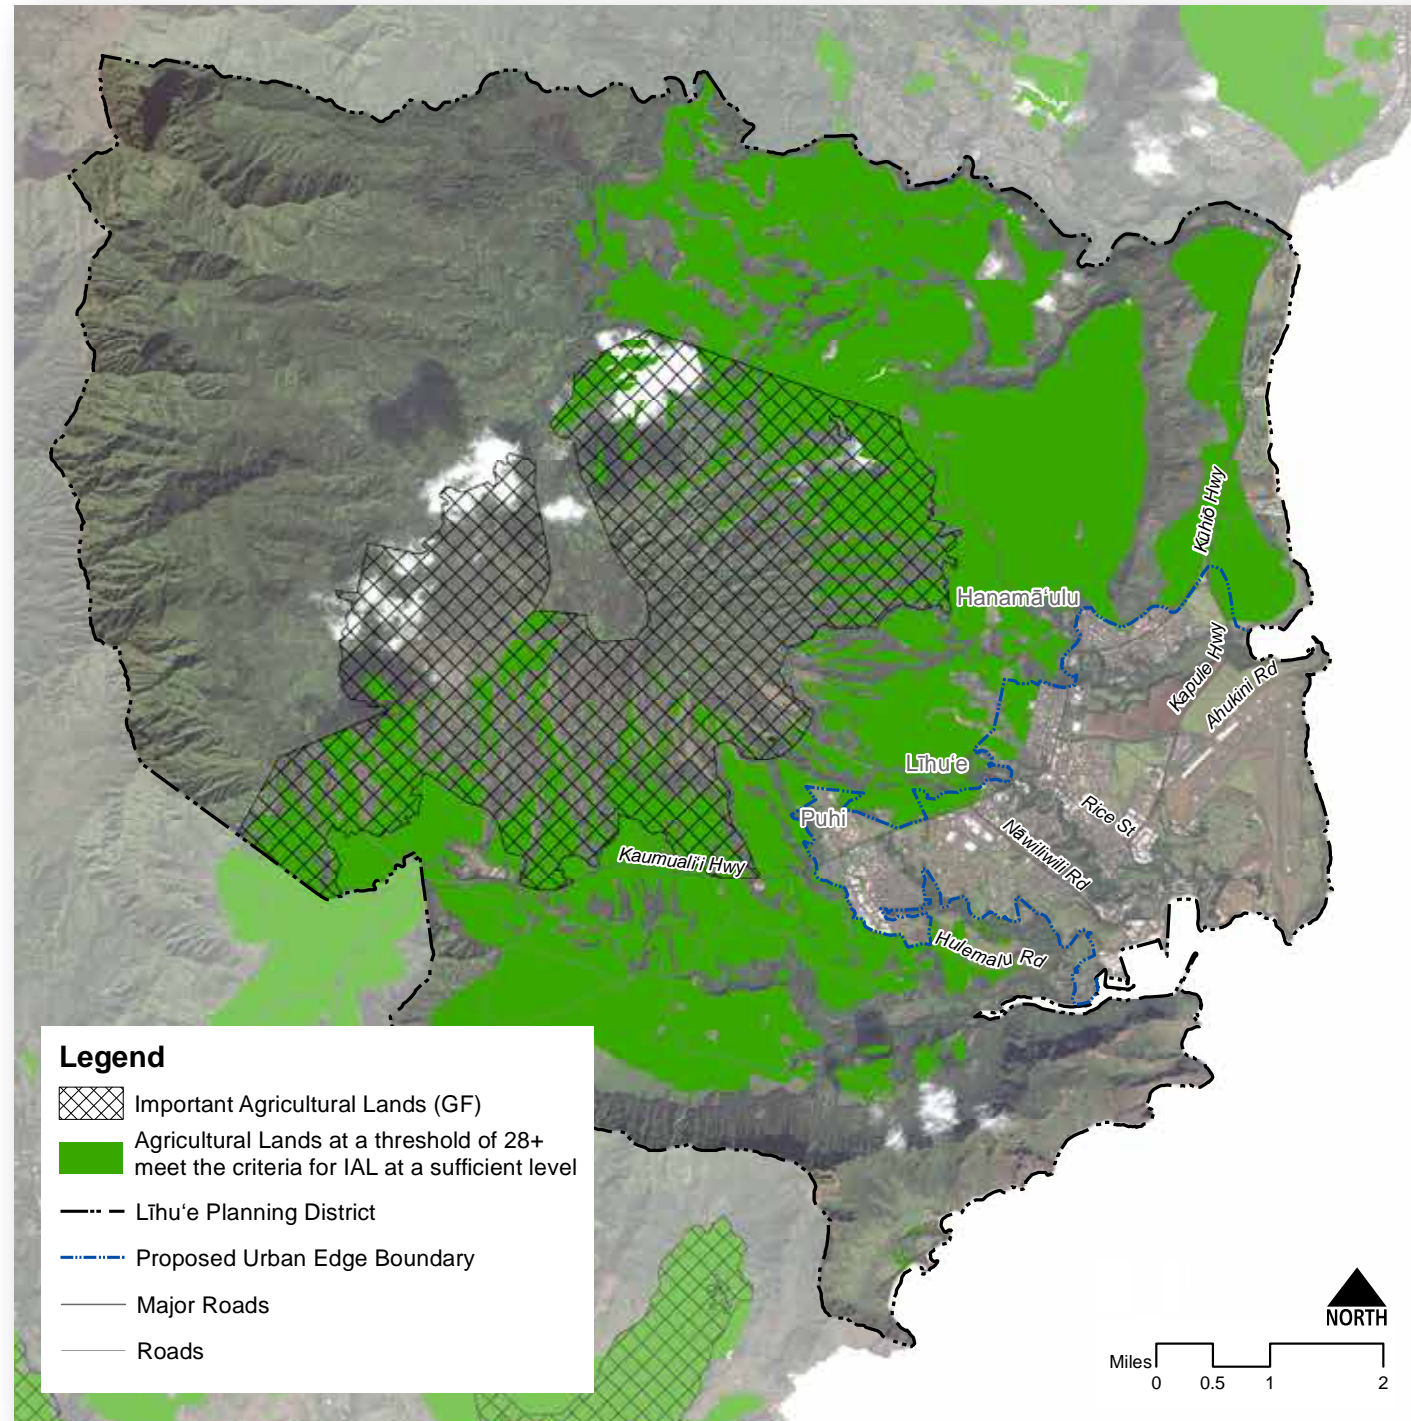 Kūhiō Hwy
Hanamā‘ulu
Kapule Hwy
Ahukini Rd
Līhu‘e
Puhi
Rice St
Nāwiliwili Rd
Kaumuali‘i Hwy
Hulemalu Rd
Legend
Important Agricultural Lands (GF)
Agricultural Lands at a threshold of 28+
meet the criteria for IAL at a sufficient level
Līhu‘e Planning District
Proposed Urban Edge Boundary
Major Roads
Roads
NORTH
Miles
0 0.5 1 2